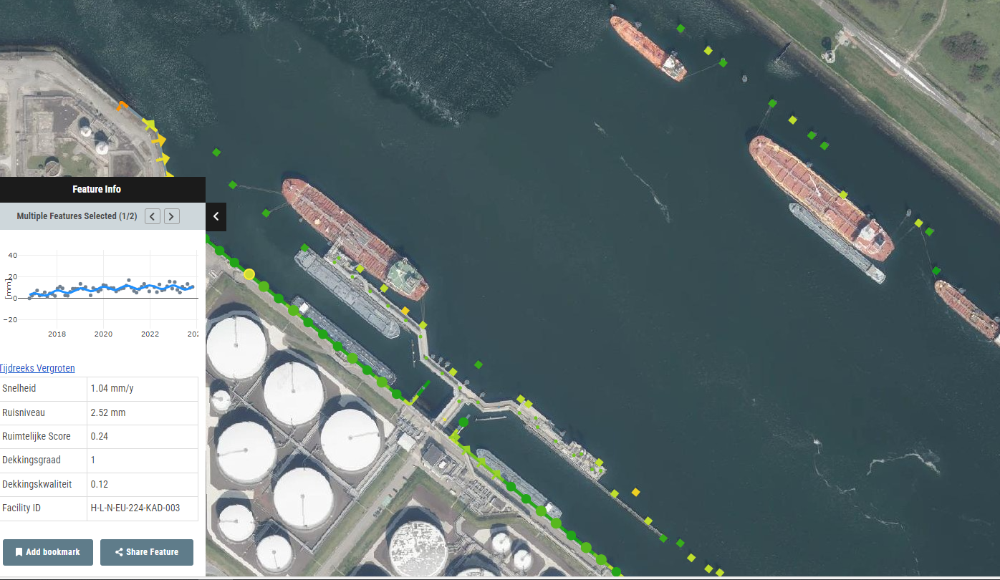 Feature Info
Multiple Features Selected (1/2)
40
20
0
−20
[mm]
2018 2020 2022 202
Tijdreeks Vergroten
Snelheid 1.04 mm/y
Ruisniveau 2.52 mm
Ruimtelijke Score 0.24
Dekkingsgraad 1
Dekkingskwaliteit 0.12
Facility ID H-L-N-EU-224-KAD-003
Add bookmark Share Feature